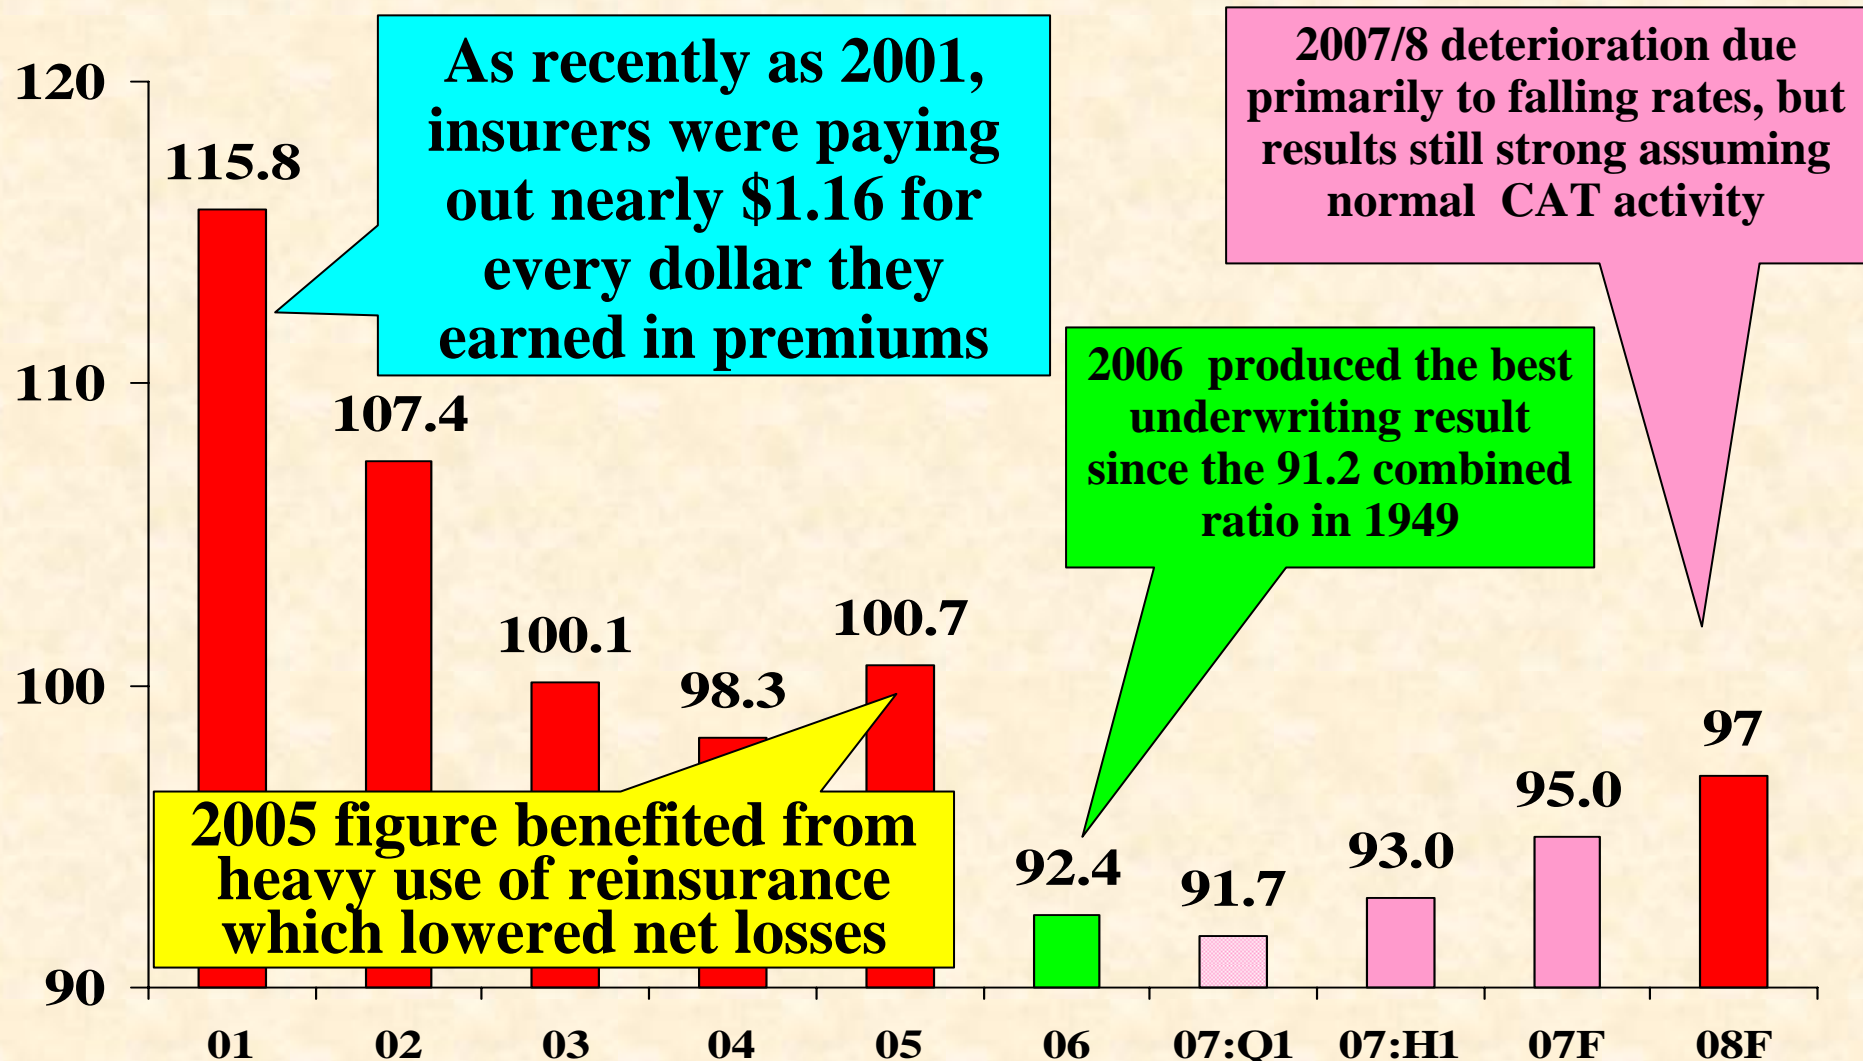 As recently as 2001,
insurers were paying
out nearly $1.16 for
every dollar they
earned in premiums
2007/8 deterioration due
primarily to falling rates, but
results still strong assuming
normal CAT activity
2006 produced the best
underwriting result
since the 91.2 combined
ratio in 1949
2005 figure benefited from
heavy use of reinsurance
which lowered net losses
120
110
100
90
115.8
107.4
100.1
98.3
100.7
92.4
91.7
93.0
95.0
97
01 02 03 04 05 06 07:Q1 07:H1 07F 08F